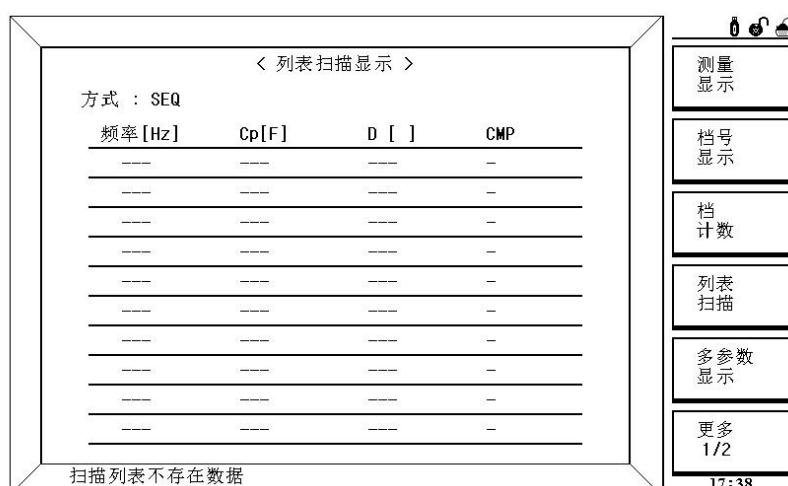 < 列表扫描显示 >
方式 : SEQ
频率[Hz] Cp[F] D [ ] CMP
--- --- --- -
--- --- --- -
--- --- --- -
--- --- --- -
--- --- --- -
--- --- --- -
--- --- --- -
--- --- --- -
--- --- --- -
--- --- --- -
扫描列表不存在数据
测量
显示
档号
显示
档
计数
列表
扫描
多参数
显示
更多
1/2
17:38